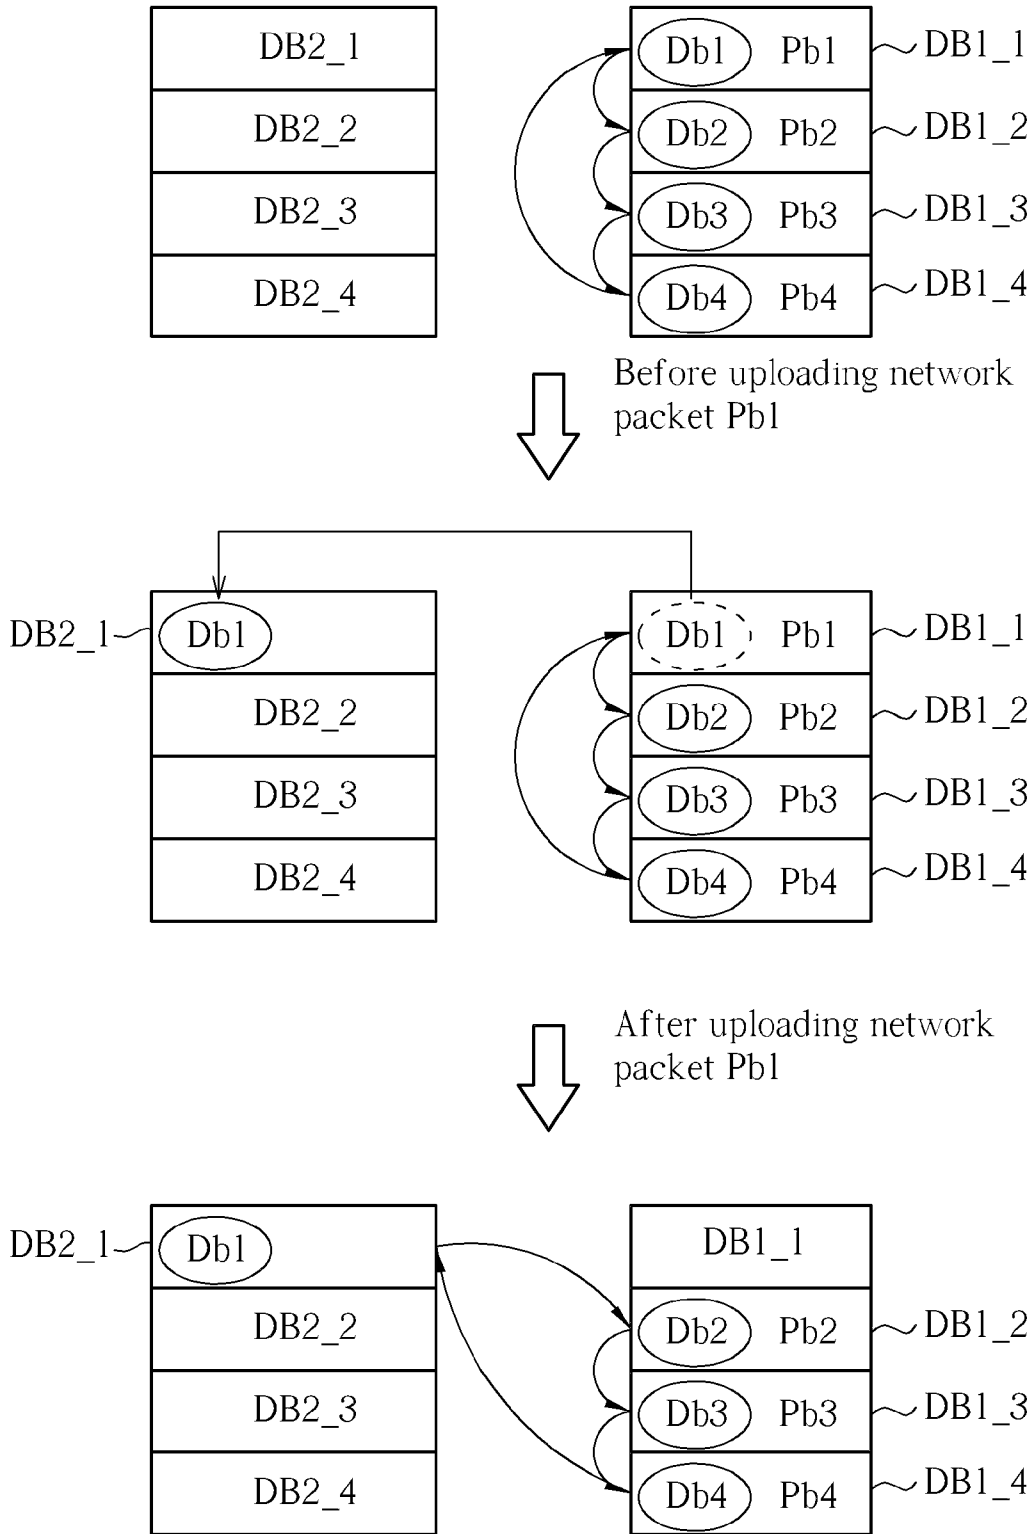 DB2_1 Db1 Pb1 DB1_1
DB2_2 Db2 Pb2 DB1_2
DB2_3 Db3 Pb3 DB1_3
DB2_4 Db4 Pb4 DB1_4
Before uploading network
packet Pb1
DB2_1 Db1 Db1 Pb1 DB1_1
DB2_2 Db2 Pb2 DB1_2
DB2_3 Db3 Pb3 DB1_3
DB2_4 Db4 Pb4 DB1_4
After uploading network
packet Pb1
DB2_1 Db1 DB1_1
DB2_2 Db2 Pb2 DB1_2
DB2_3 Db3 Pb3 DB1_3
DB2_4 Db4 Pb4 DB1_4